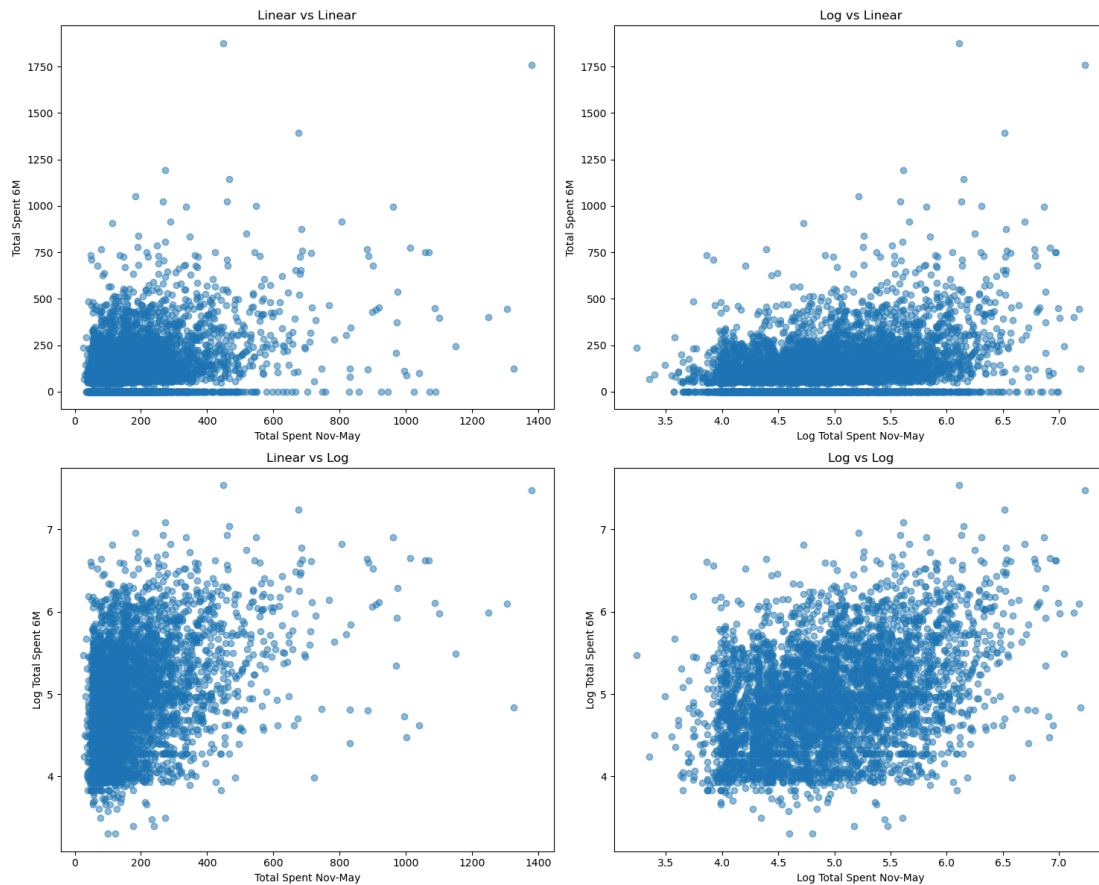 Linear vs Linear
Total Spent 6M
1750
1500
1250
1000
750
500
250
0
0 200 400 600 800 1000 1200 1400
Total Spent Nov-May
Log vs Linear
Total Spent 6M
1750
1500
1250
1000
750
500
250
0
3.5 4.0 4.5 5.0 5.5 6.0 6.5 7.0
Log Total Spent Nov-May
Linear vs Log
Log Total Spent 6M
7
6
5
4
0 200 400 600 800 1000 1200 1400
Total Spent Nov-May
Log vs Log
Log Total Spent 6M
7
6
5
4
3.5 4.0 4.5 5.0 5.5 6.0 6.5 7.0
Log Total Spent Nov-May